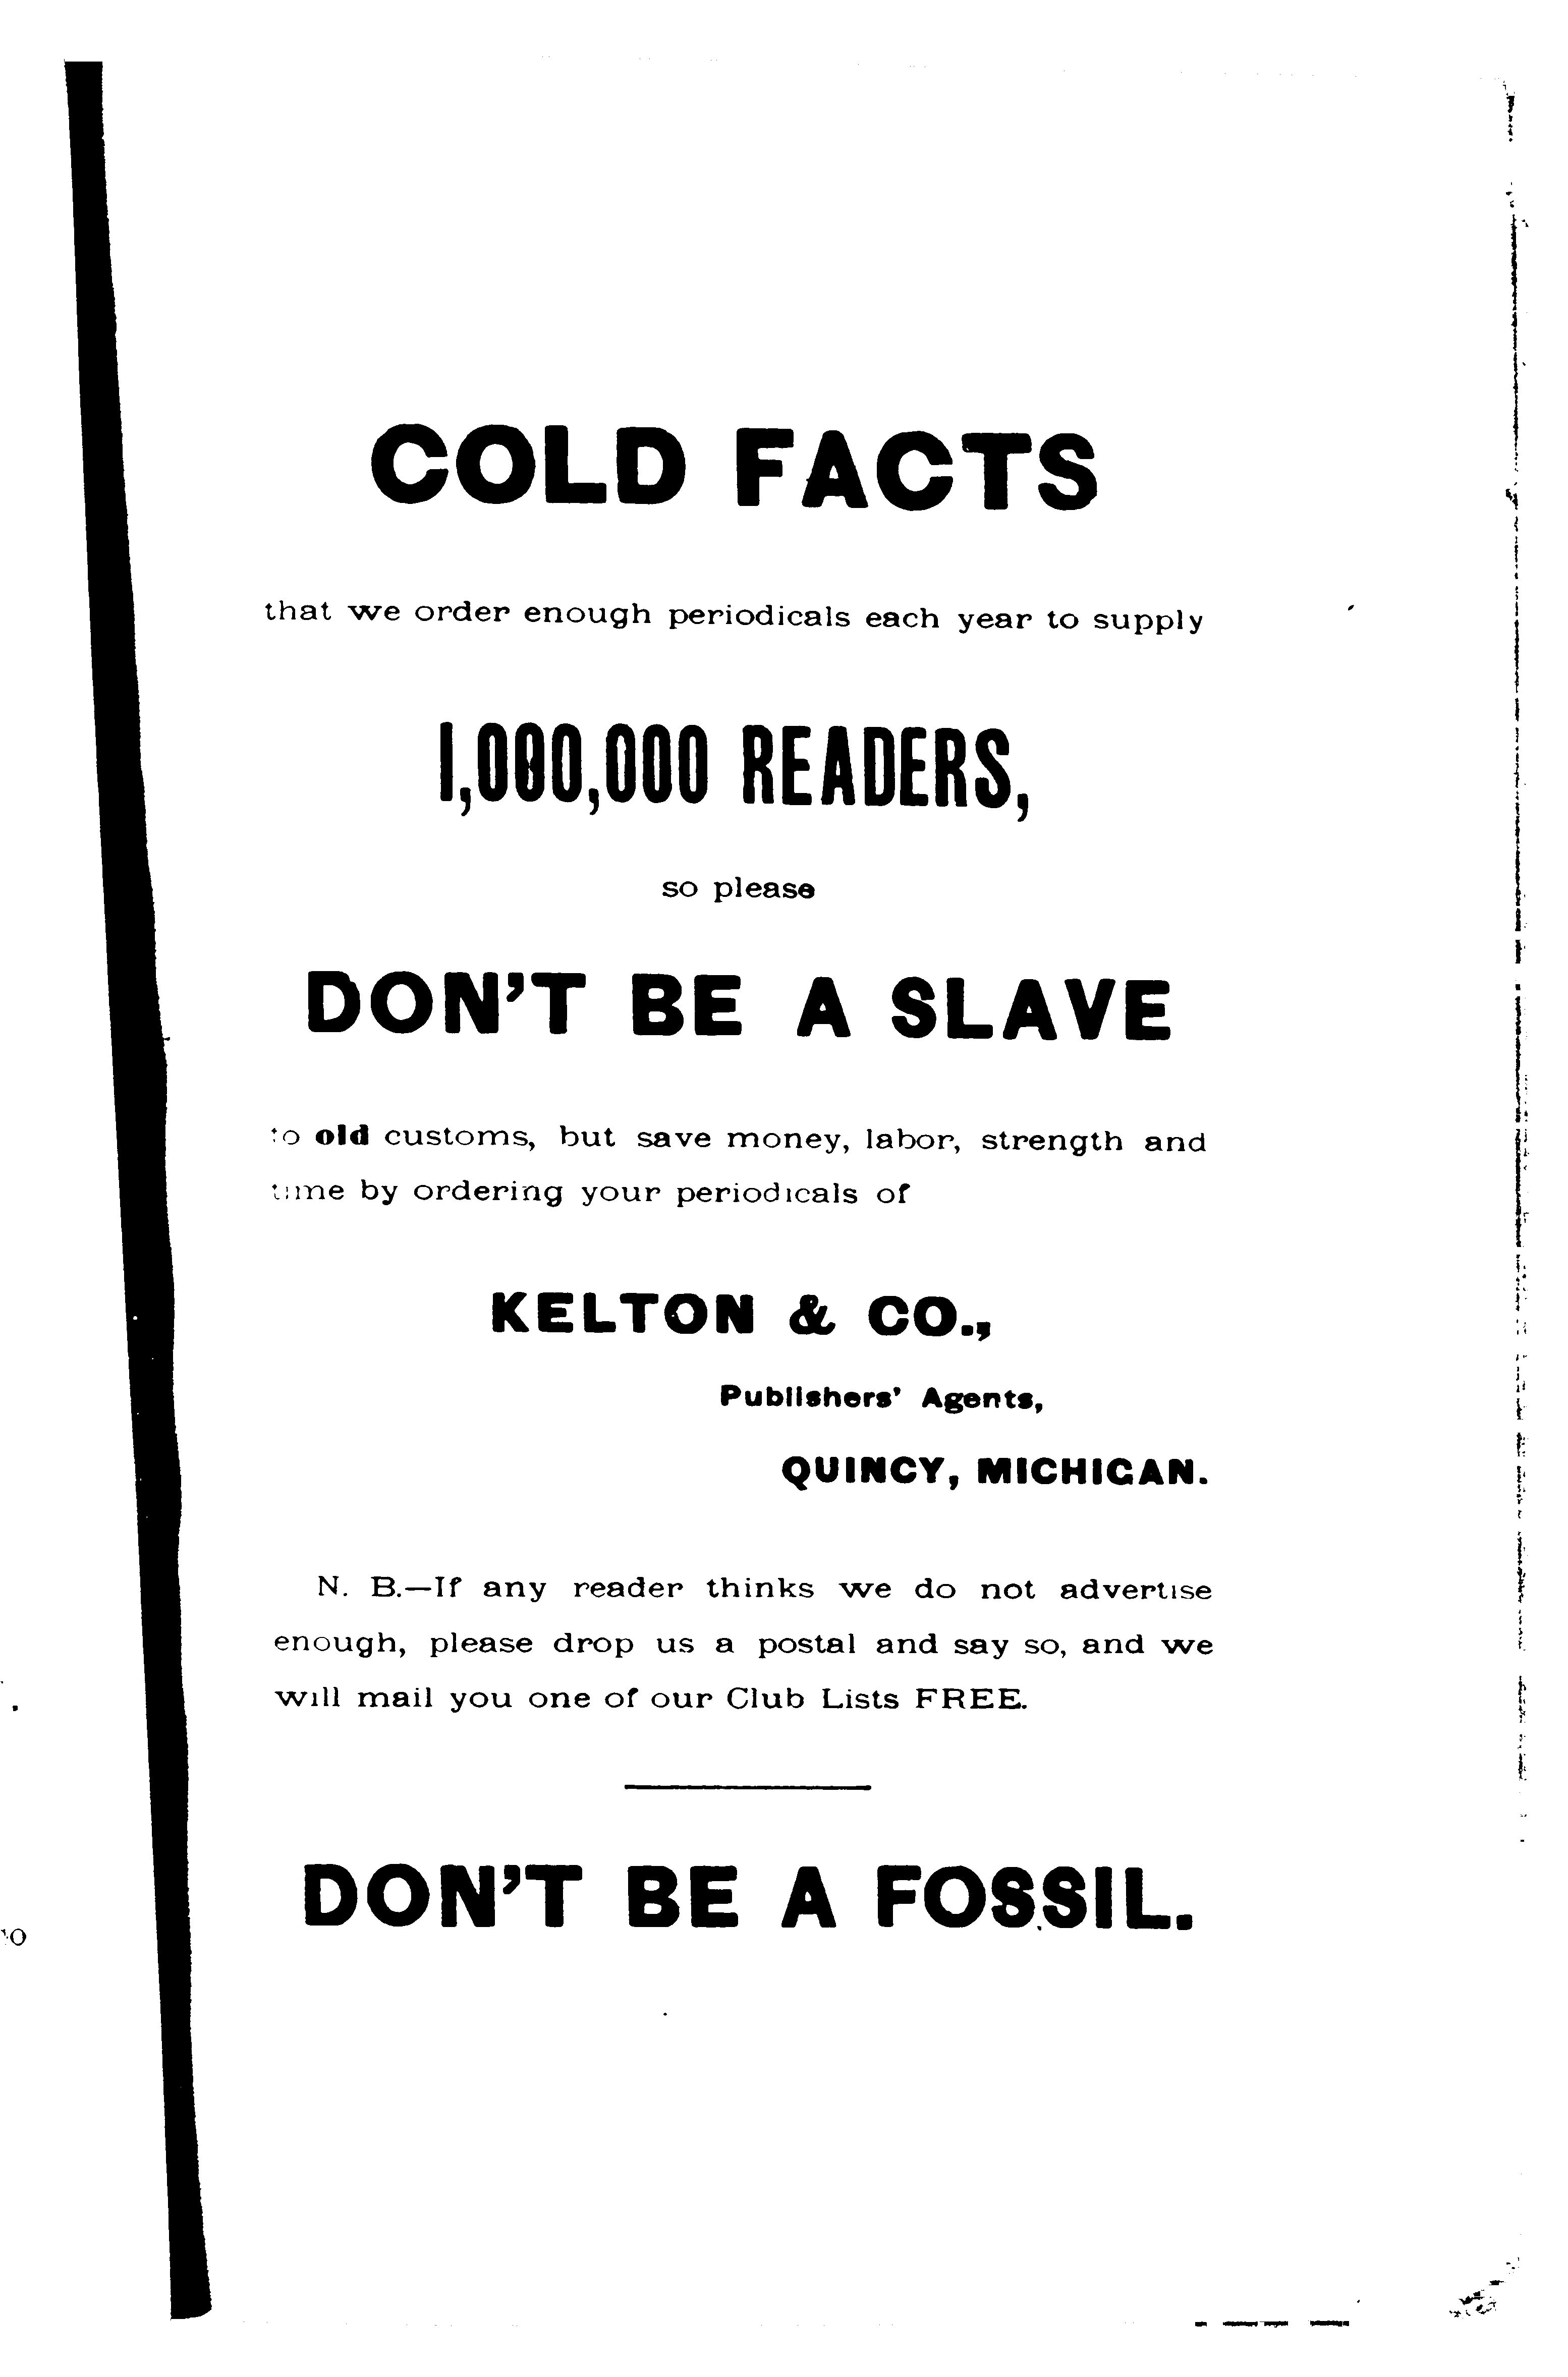 COLD FACTS
that we order enough periodicals each year to supply
1,000,000 READERS,
so please
DON'T BE A SLAVE
to old customs, but save money, labor, strength and
time by ordering your periodicals of
KELTON & CO.,
Publishers' Agents,
QUINCY, MICHIGAN.
N. B.—If any reader thinks we do not advertise
enough, please drop us a postal and say so, and we
will mail you one of our Club Lists FREE.
DON'T BE A FOSSIL.